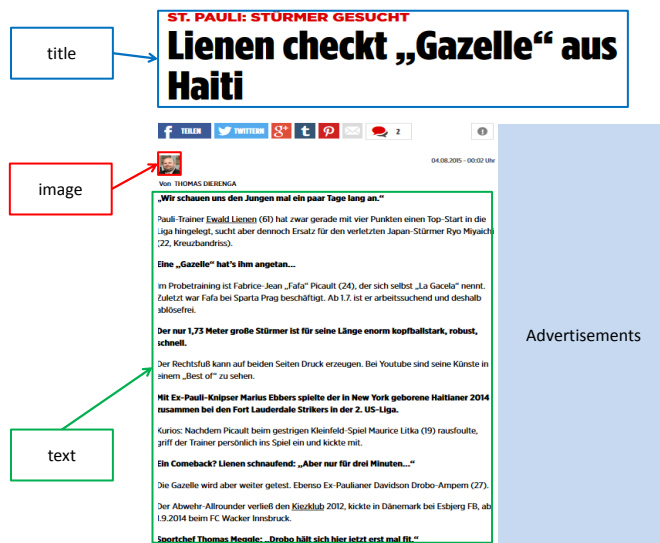 ST. PAULI: STÜRMER GESUCHT
title
Lienen checkt „Gazelle“ aus
Haiti
f TEILEN TWITTERN g+ t 2
image
04.08.2015 - 00:02 Uhr
Von THOMAS DIERENGA
„Wir schauen uns den Jungen mal ein paar Tage lang an.“
Pauli-Trainer Ewald Lienen (61) hat zwar gerade mit vier Punkten einen Top-Start in die
Liga hingelegt, sucht aber dennoch Ersatz für den verletzten Japan-Stürmer Ryo Miyaichi
(22, Kreuzbandriss).
Eine „Gazelle“ hat's ihm angetan...
Im Probetraining ist Fabrice-Jean „Fafa“ Picault (24), der sich selbst „La Gacela“ nennt.
Zuletzt war Fafa bei Sparta Prag beschäftigt. Ab 1.7. ist er arbeitssuchend und deshalb
ablösefrei.
Advertisements
Der nur 1,73 Meter große Stürmer ist für seine Länge enorm kopfballstark, robust,
schnell.
Der Rechtsfuß kann auf beiden Seiten Druck erzeugen. Bei Youtube sind seine Künste in
einem „Best of“ zu sehen.
Mit Ex-Pauli-Knipser Marius Ebbers spielte der in New York geborene Haitianer 2014
zusammen bei den Fort Lauderdale Strikers in der 2. US-Liga.
text
Kurios: Nachdem Picault beim gestrigen Kleinfeld-Spiel Maurice Litka (19) rausfoulte,
griff der Trainer persönlich ins Spiel ein und kickte mit.
Ein Comeback? Lienen schnaufend: „Aber nur für drei Minuten...“
Die Gazelle wird aber weiter getest. Ebenso Ex-Paulianer Davidson Drobo-Ampem (27).
Der Abwehr-Allrounder verließ den Kiezklub 2012, kickte in Dänemark bei Esbjerg FB, ab
1.9.2014 beim FC Wacker Innsbruck.
Sportchef Thomas Meggle: „Drobo hält sich hier jetzt erst mal fit.“